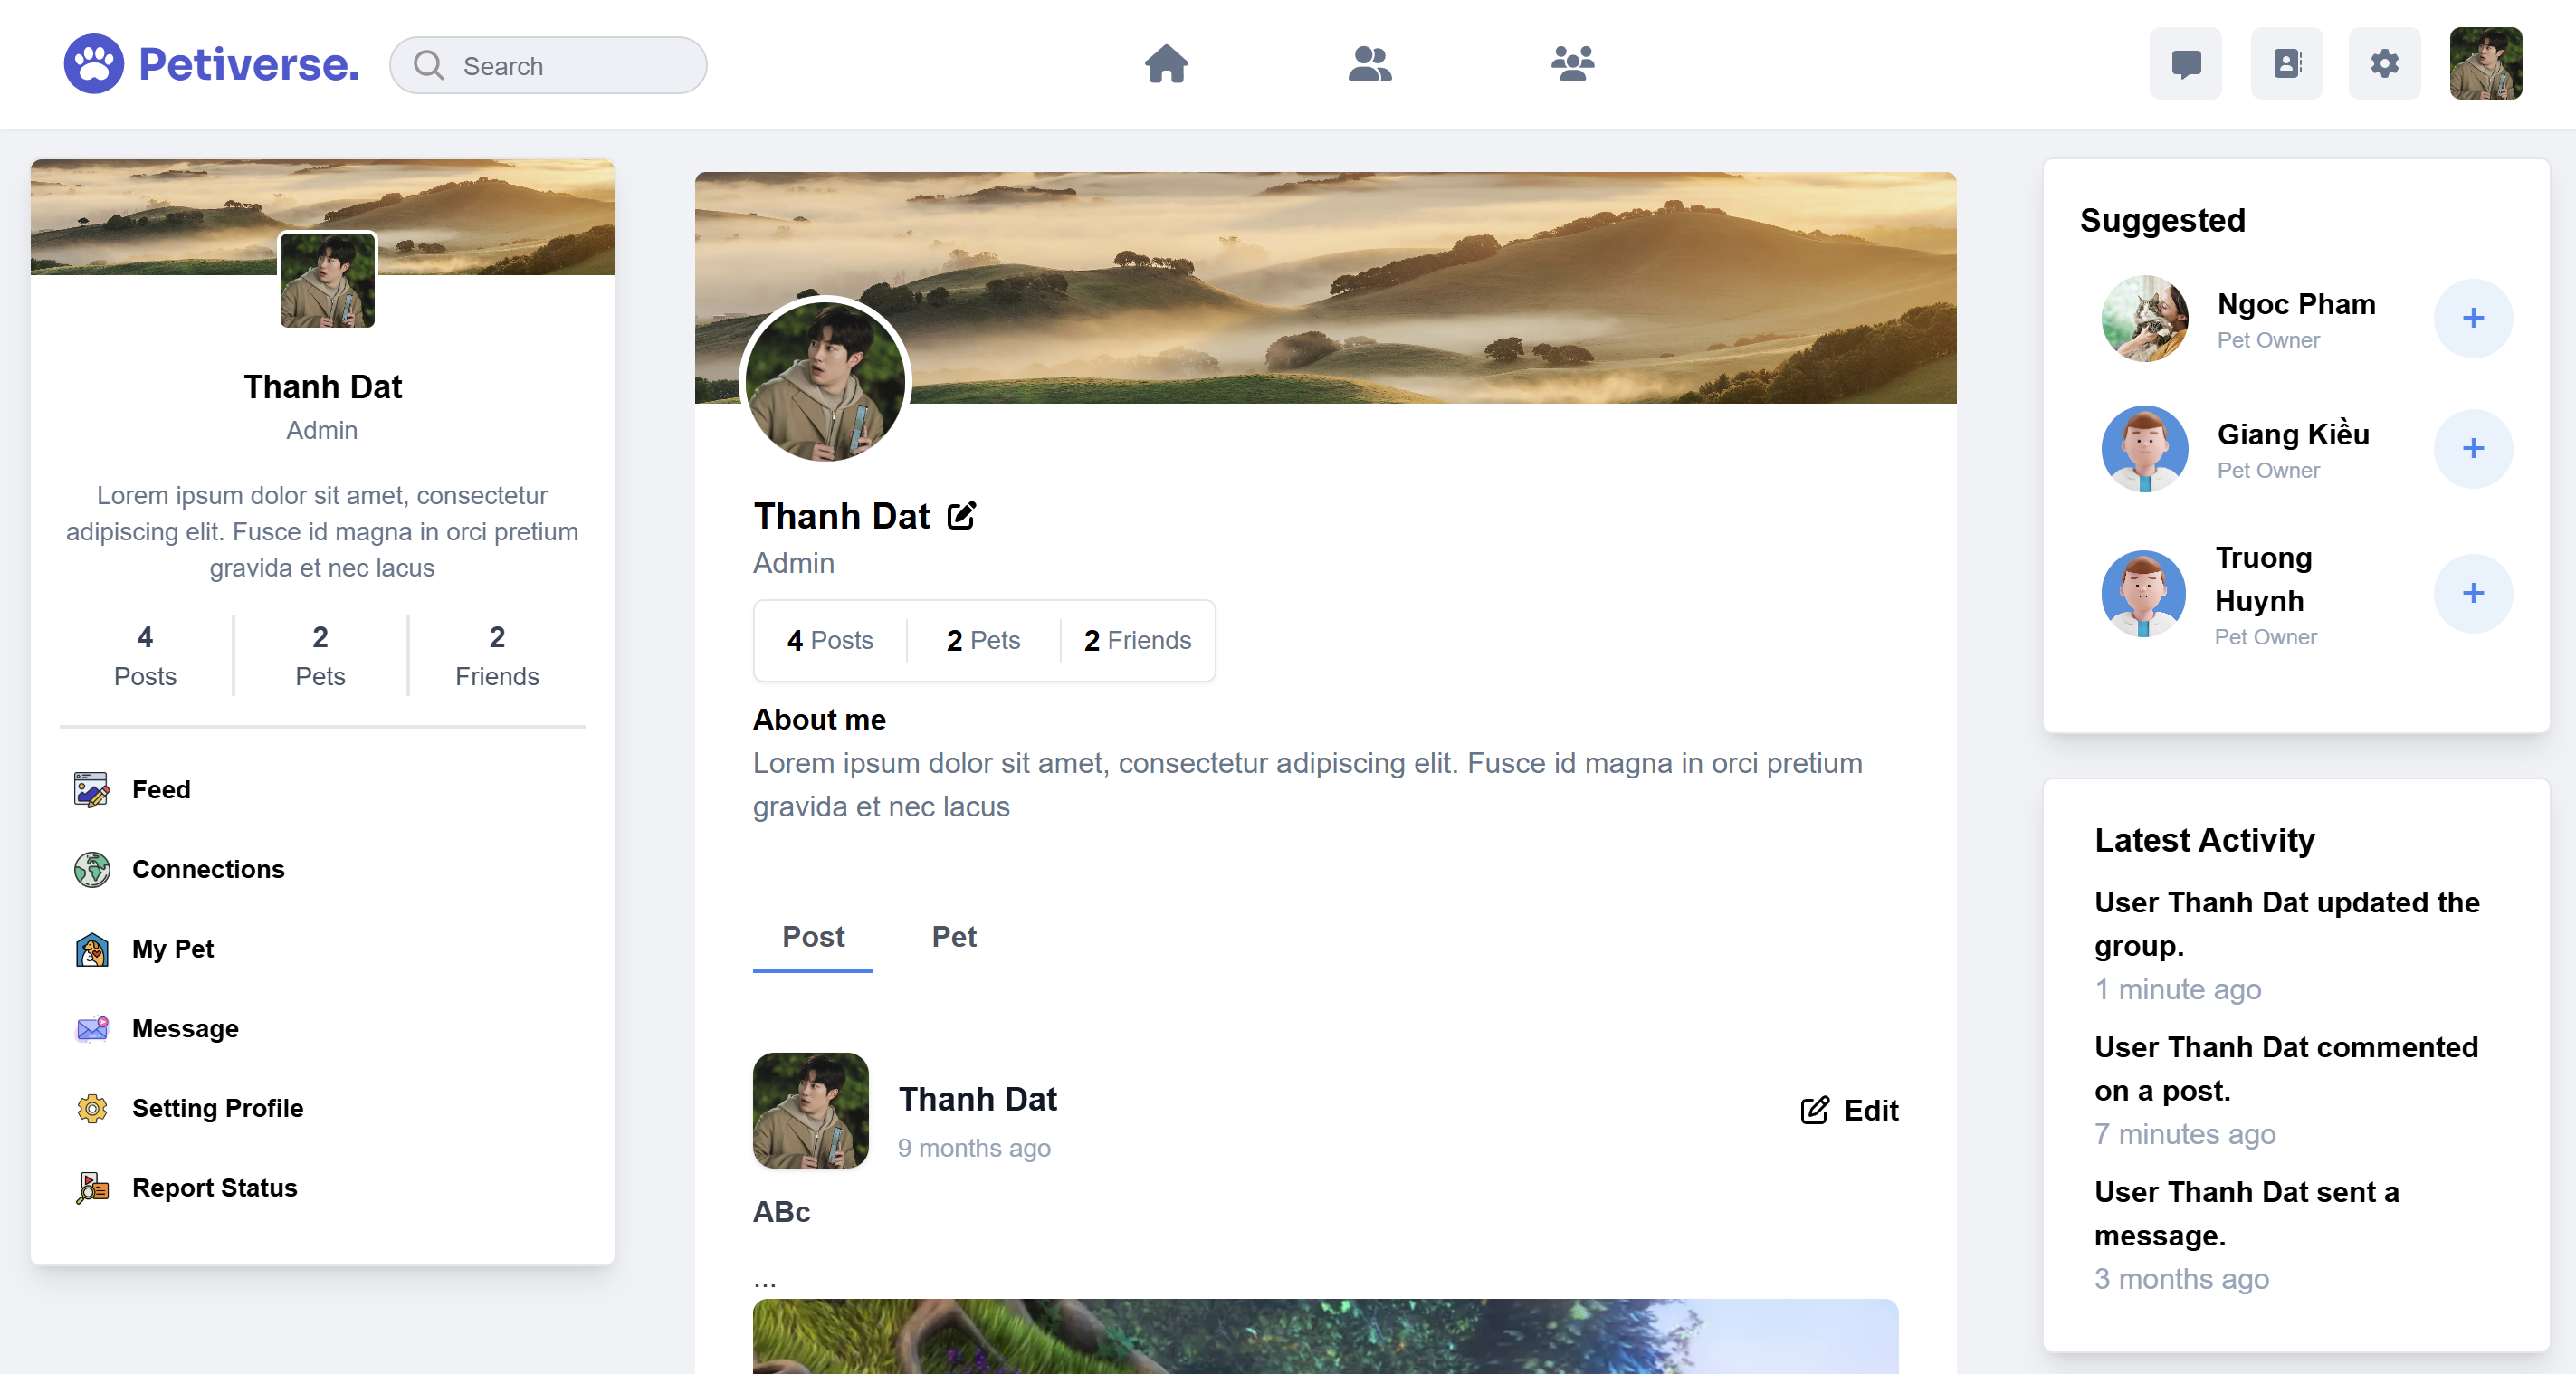 Petiverse.
Search
Thanh Dat
Admin
Lorem ipsum dolor sit amet, consectetur
adipiscing elit. Fusce id magna in orci pretium
gravida et nec lacus
4 2 2
Posts Pets Friends
Feed
Connections
My Pet
Message
Setting Profile
Report Status
Thanh Dat
Admin
4 Posts 2 Pets 2 Friends
About me
Lorem ipsum dolor sit amet, consectetur adipiscing elit. Fusce id magna in orci pretium
gravida et nec lacus
Post Pet
Thanh Dat
9 months ago
Edit
ABc
...
Suggested
Ngoc Pham
Pet Owner
Giang Kiều
Pet Owner
Truong
Huynh
Pet Owner
Latest Activity
User Thanh Dat updated the
group.
1 minute ago
User Thanh Dat commented
on a post.
7 minutes ago
User Thanh Dat sent a
message.
3 months ago